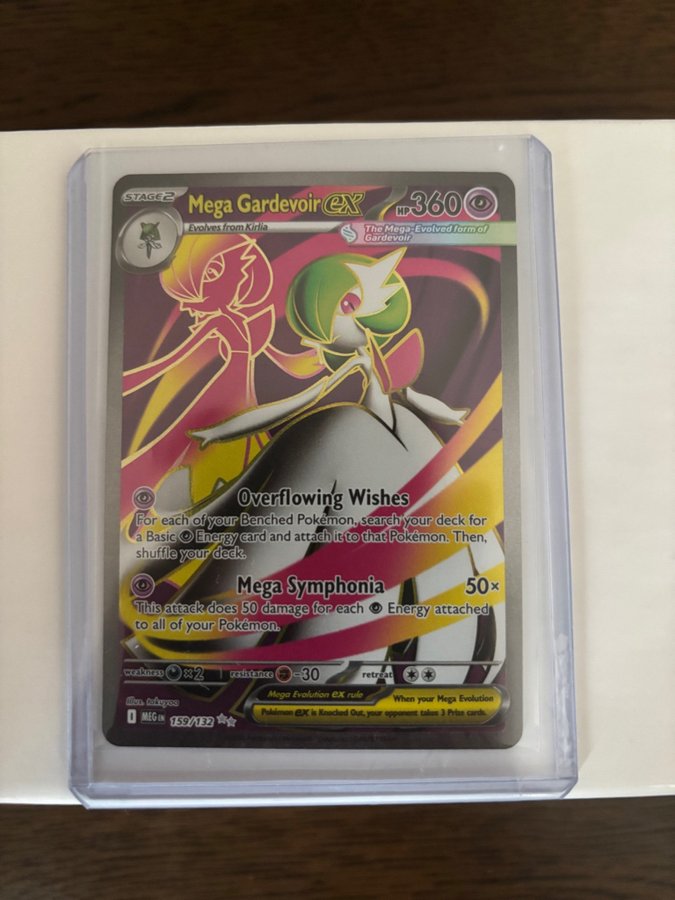 STAGE2
Mega Gardevoir ex
HP360
Evolves from Kirlia
The Mega-Evolved form of
Gardevoir
Overflowing Wishes
For each of your Benched Pokémon, search your deck for
a Basic Energy card and attach it to that Pokémon. Then,
shuffle your deck.
Mega Symphonia 50×
This attack does 50 damage for each Energy attached
to all of your Pokémon.
weakness ×2 resistance -30 retreat
Illus. takuyoa
Mega Evolution ex rule
When your Mega Evolution
Pokémon ex is Knocked Out, your opponent takes 3 Prize cards.
MEG EN 159/132